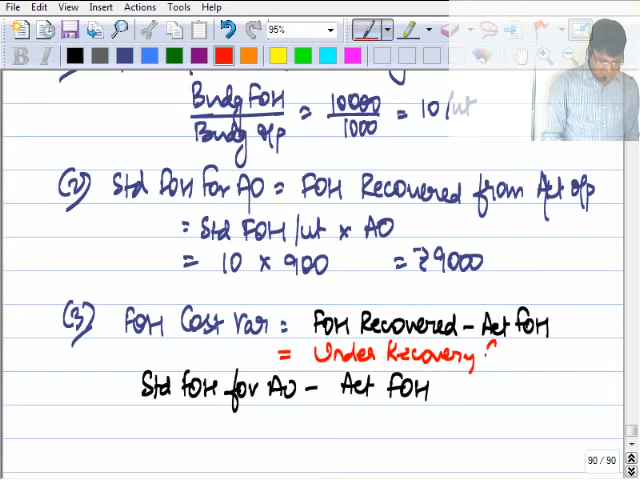 File View Insert Actions Tools Help
95%
Budg FOH
Budg o/p
= 10000
1000
= 10/ut
(2) Std FOH for AO = FOH Recovered from Act o/p
= Std FOH/ut x AO
= 10 x 900 = ₹9000
(3) FOH Cost Var = FOH Recovered - Act FOH
= Under Recovery
Std FOH for AO - Act FOH
90 / 90